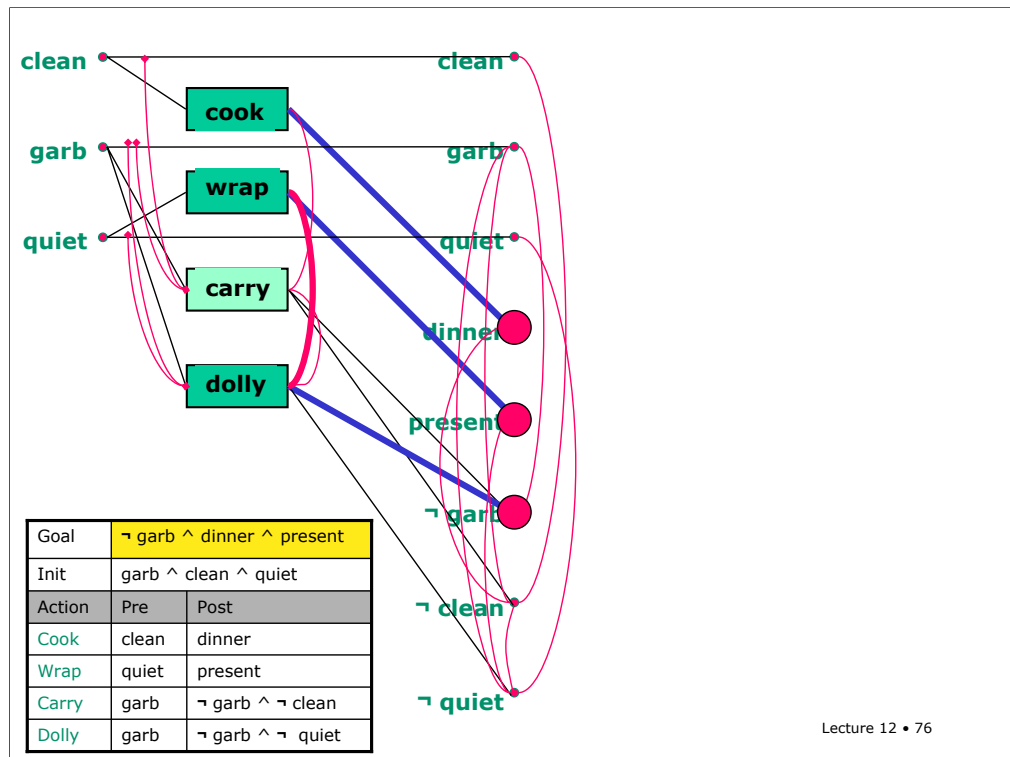 clean
clean
cook
garb
garb
wrap
quiet
quiet
carry
dinner
dolly
present
¬ garb
Goal ¬ garb ^ dinner ^ present
Init garb ^ clean ^ quiet
Action Pre Post
Cook clean dinner
Wrap quiet present
Carry garb ¬ garb ^ ¬ clean
Dolly garb ¬ garb ^ ¬ quiet
¬ clean
¬ quiet
Lecture 12 • 76